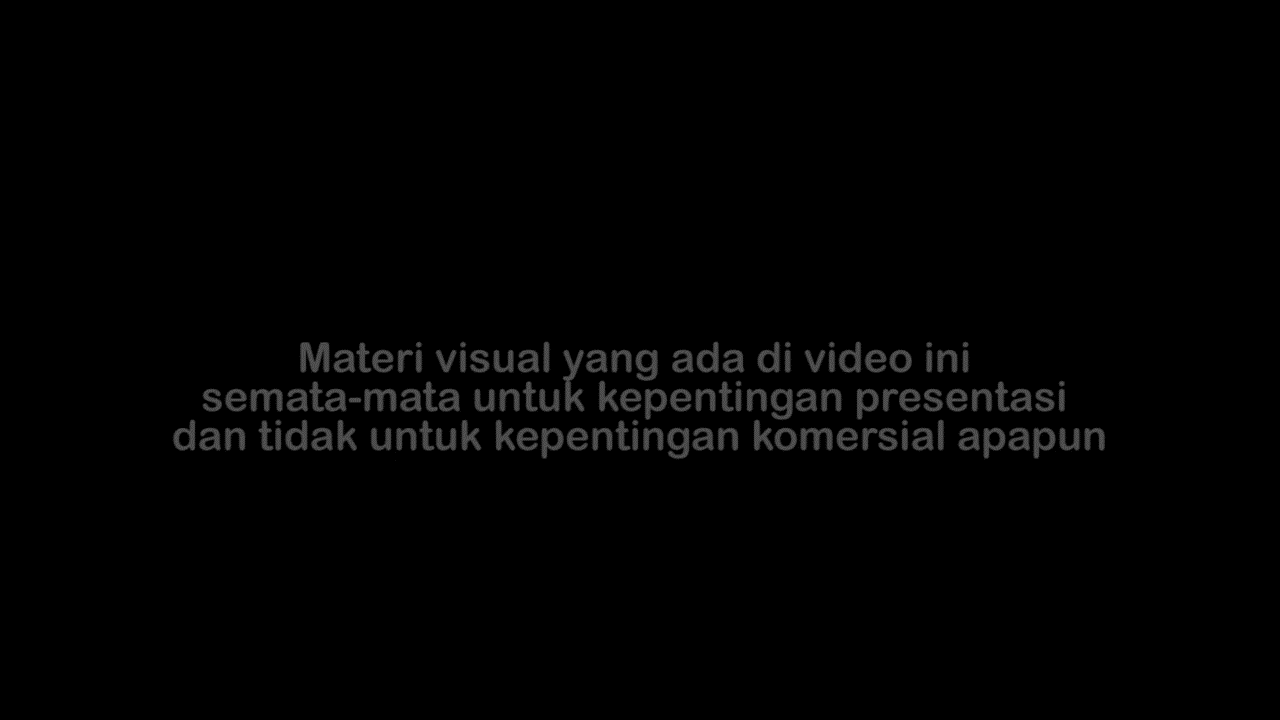 Materi visual yang ada di video ini
semata-mata untuk kepentingan presentasi
dan tidak untuk kepentingan komersial apapun